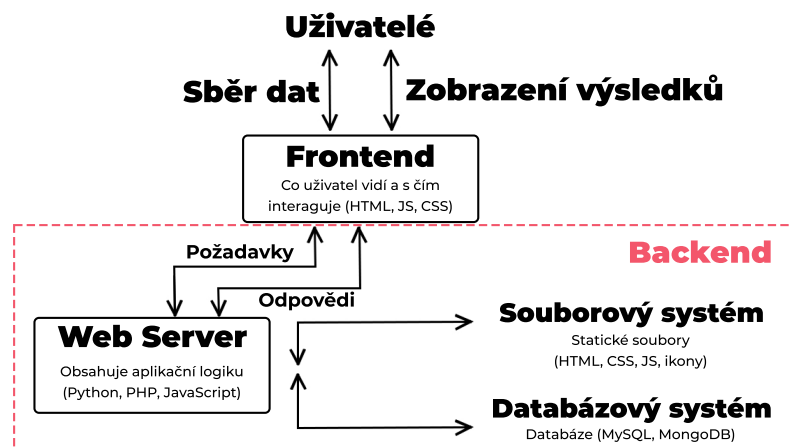 Uživatelé
Sběr dat
Zobrazení výsledků
Frontend
Co uživatel vidí a s čím
interaguje (HTML, JS, CSS)
Backend
Požadavky
Odpovědi
Web Server
Obsahuje aplikační logiku
(Python, PHP, JavaScript)
Souborový systém
Statické soubory
(HTML, CSS, JS, ikony)
Databázový systém
Databáze (MySQL, MongoDB)